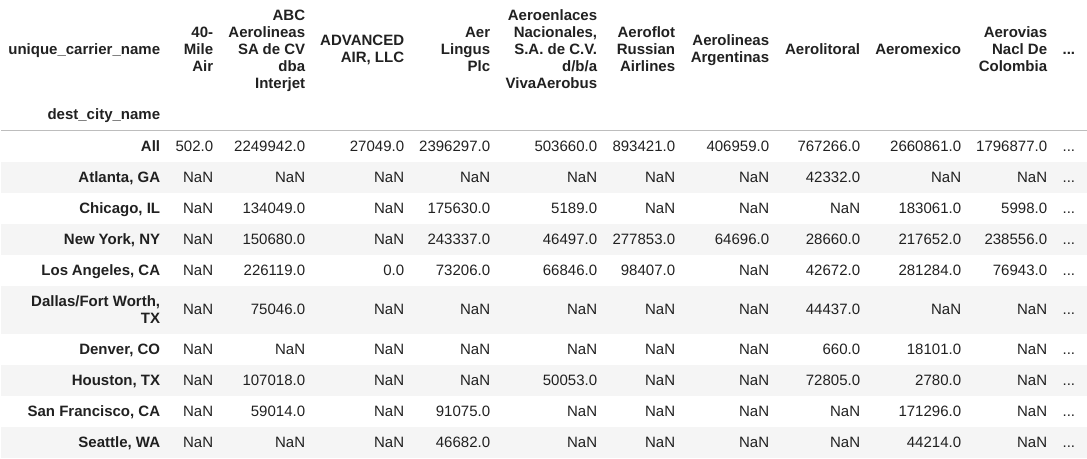 unique_carrier_name 40-Mile Air ABC Aerolineas SA de CV dba Interjet ADVANCED AIR, LLC Aer Lingus Plc Aeroenlaces Nacionales, S.A. de C.V. d/b/a VivaAerobus Aeroflot Russian Airlines Aerolineas Argentinas Aerolitoral Aeromexico Aerovias Nacl De Colombia ...
dest_city_name
All 502.0 2249942.0 27049.0 2396297.0 503660.0 893421.0 406959.0 767266.0 2660861.0 1796877.0 ...
Atlanta, GA NaN NaN NaN NaN NaN NaN NaN 42332.0 NaN NaN ...
Chicago, IL NaN 134049.0 NaN 175630.0 5189.0 NaN NaN NaN 183061.0 5998.0 ...
New York, NY NaN 150680.0 NaN 243337.0 46497.0 277853.0 64696.0 28660.0 217652.0 238556.0 ...
Los Angeles, CA NaN 226119.0 0.0 73206.0 66846.0 98407.0 NaN 42672.0 281284.0 76943.0 ...
Dallas/Fort Worth, TX NaN 75046.0 NaN NaN NaN NaN NaN 44437.0 NaN NaN ...
Denver, CO NaN NaN NaN NaN NaN NaN NaN 660.0 18101.0 NaN ...
Houston, TX NaN 107018.0 NaN NaN 50053.0 NaN NaN 72805.0 2780.0 NaN ...
San Francisco, CA NaN 59014.0 NaN 91075.0 NaN NaN NaN NaN 171296.0 NaN ...
Seattle, WA NaN NaN NaN 46682.0 NaN NaN NaN NaN 44214.0 NaN ...